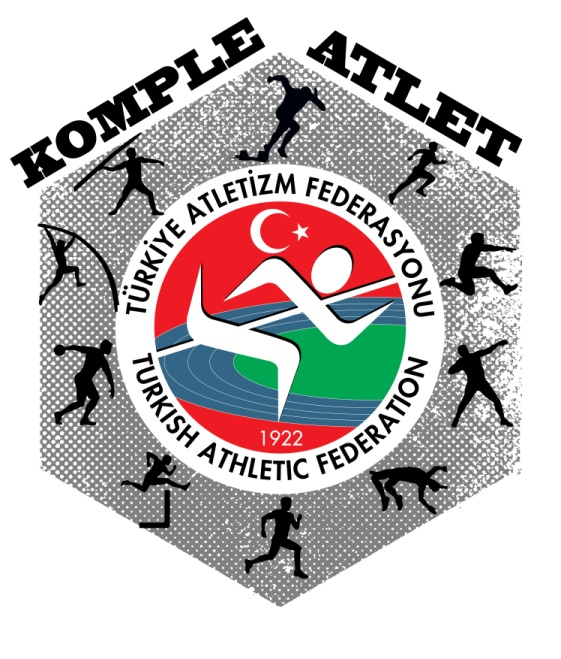 KOMPLE ATLET
TÜRKİYE ATLETİZM FEDERASYONU
1922
TURKISH ATHLETIC FEDERATION